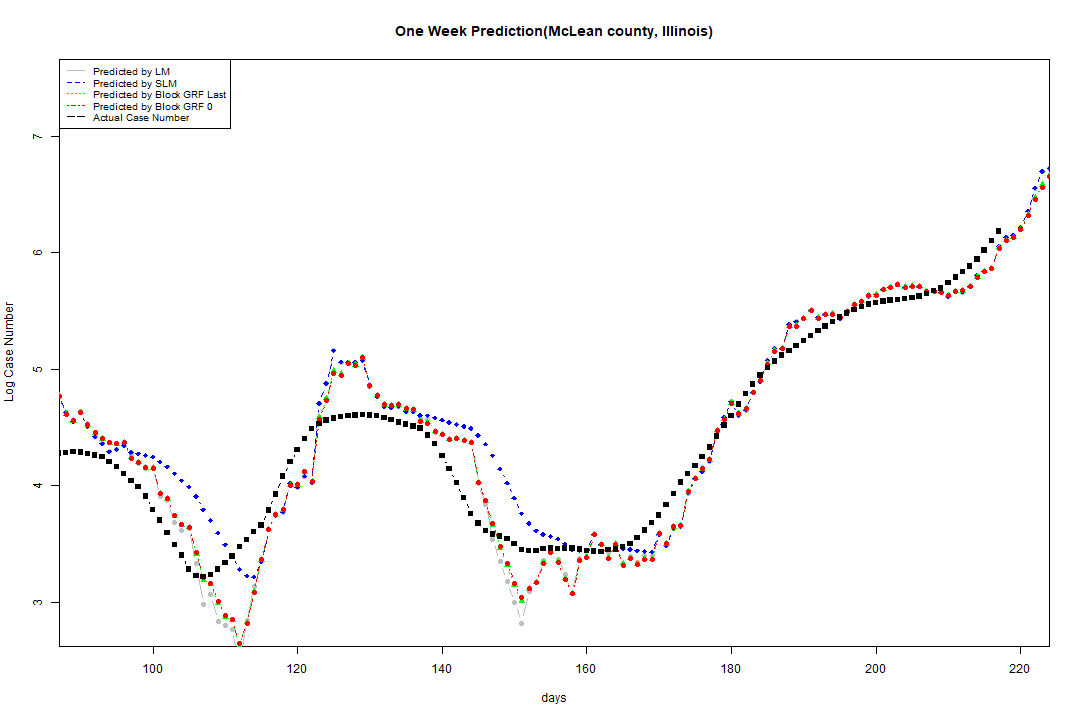 One Week Prediction(McLean county, Illinois)
Predicted by LM
Predicted by SLM
Predicted by Block GRF Last
Predicted by Block GRF 0
Actual Case Number
Log Case Number
7
6
5
4
3
100 120 140 160 180 200 220
days